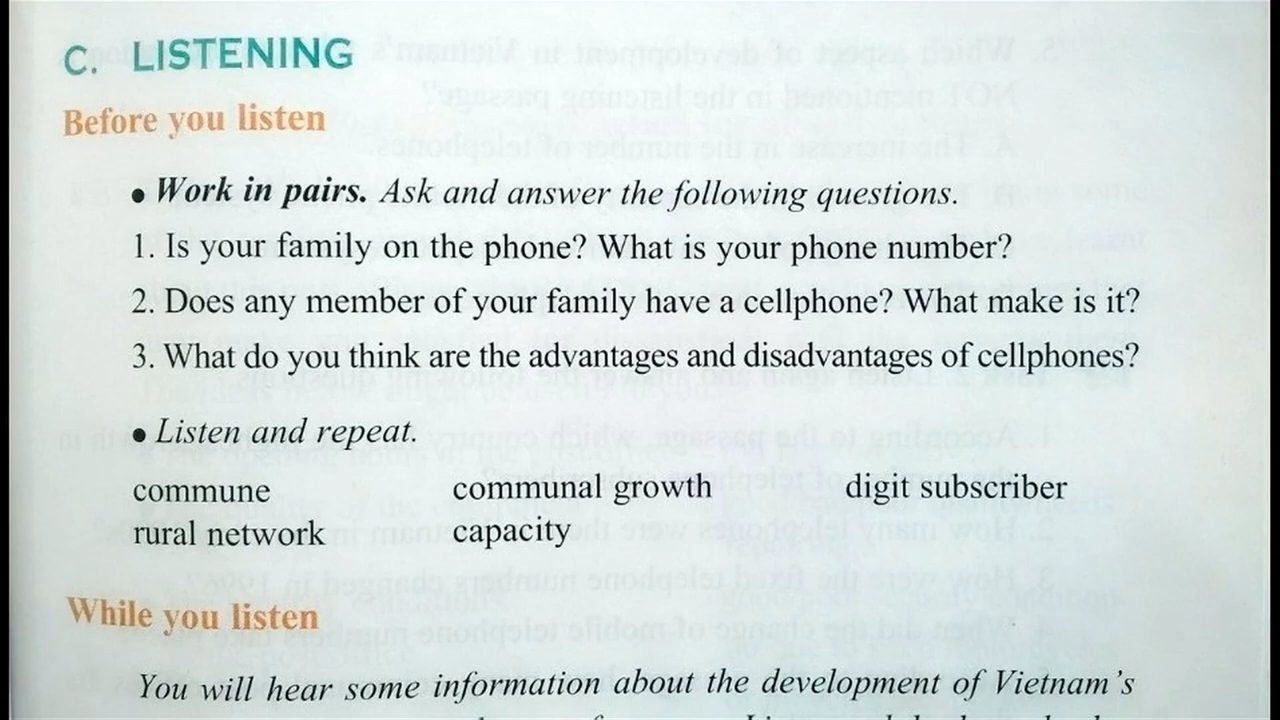 C. LISTENING
Before you listen
• Work in pairs. Ask and answer the following questions.
1. Is your family on the phone? What is your phone number?
2. Does any member of your family have a cellphone? What make is it?
3. What do you think are the advantages and disadvantages of cellphones?
• Listen and repeat.
commune communal growth digit subscriber
rural network capacity
While you listen
You will hear some information about the development of Vietnam's